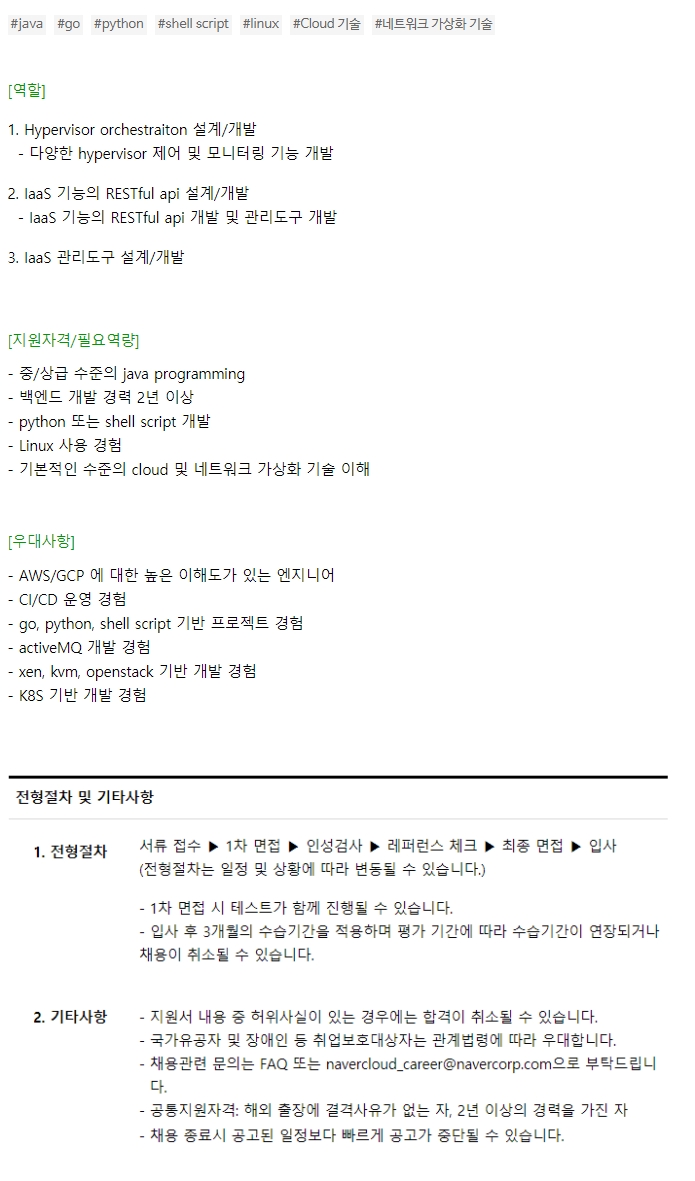 #java #go #python #shell script #linux #Cloud 기술 #네트워크 가상화 기술
[역할]
1. Hypervisor orchestraiton 설계/개발
- 다양한 hypervisor 제어 및 모니터링 기능 개발
2. IaaS 기능의 RESTful api 설계/개발
- IaaS 기능의 RESTful api 개발 및 관리도구 개발
3. IaaS 관리도구 설계/개발
[지원자격/필요역량]
- 중/상급 수준의 java programming
- 백엔드 개발 경력 2년 이상
- python 또는 shell script 개발
- Linux 사용 경험
- 기본적인 수준의 cloud 및 네트워크 가상화 기술 이해
[우대사항]
- AWS/GCP 에 대한 높은 이해도가 있는 엔지니어
- CI/CD 운영 경험
- go, python, shell script 기반 프로젝트 경험
- activeMQ 개발 경험
- xen, kvm, openstack 기반 개발 경험
- K8S 기반 개발 경험
전형절차 및 기타사항
1. 전형절차
서류 접수 ▶ 1차 면접 ▶ 인성검사 ▶ 레퍼런스 체크 ▶ 최종 면접 ▶ 입사
(전형절차는 일정 및 상황에 따라 변동될 수 있습니다.)
- 1차 면접 시 테스트가 함께 진행될 수 있습니다.
- 입사 후 3개월의 수습기간을 적용하며 평가 기간에 따라 수습기간이 연장되거나
채용이 취소될 수 있습니다.
2. 기타사항
- 지원서 내용 중 허위사실이 있는 경우에는 합격이 취소될 수 있습니다.
- 국가유공자 및 장애인 등 취업보호대상자는 관계법령에 따라 우대합니다.
- 채용관련 문의는 FAQ 또는 navercloud_career@navercorp.com으로 부탁드립니
다.
- 공통지원자격: 해외 출장에 결격사유가 없는 자, 2년 이상의 경력을 가진 자
- 채용 종료시 공고된 일정보다 빠르게 공고가 중단될 수 있습니다.